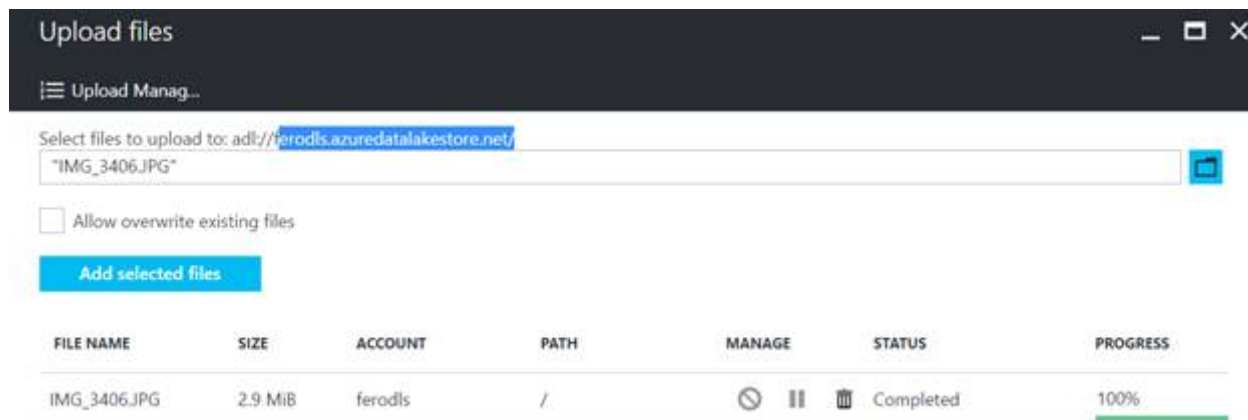 Upload files
Upload Manag...
Select files to upload to: adl://ferodls.azuredatalakestore.net/
"IMG_3406.JPG"
Allow overwrite existing files
Add selected files
FILE NAME SIZE ACCOUNT PATH MANAGE STATUS PROGRESS
IMG_3406.JPG 2.9 MiB ferodls / Completed 100%